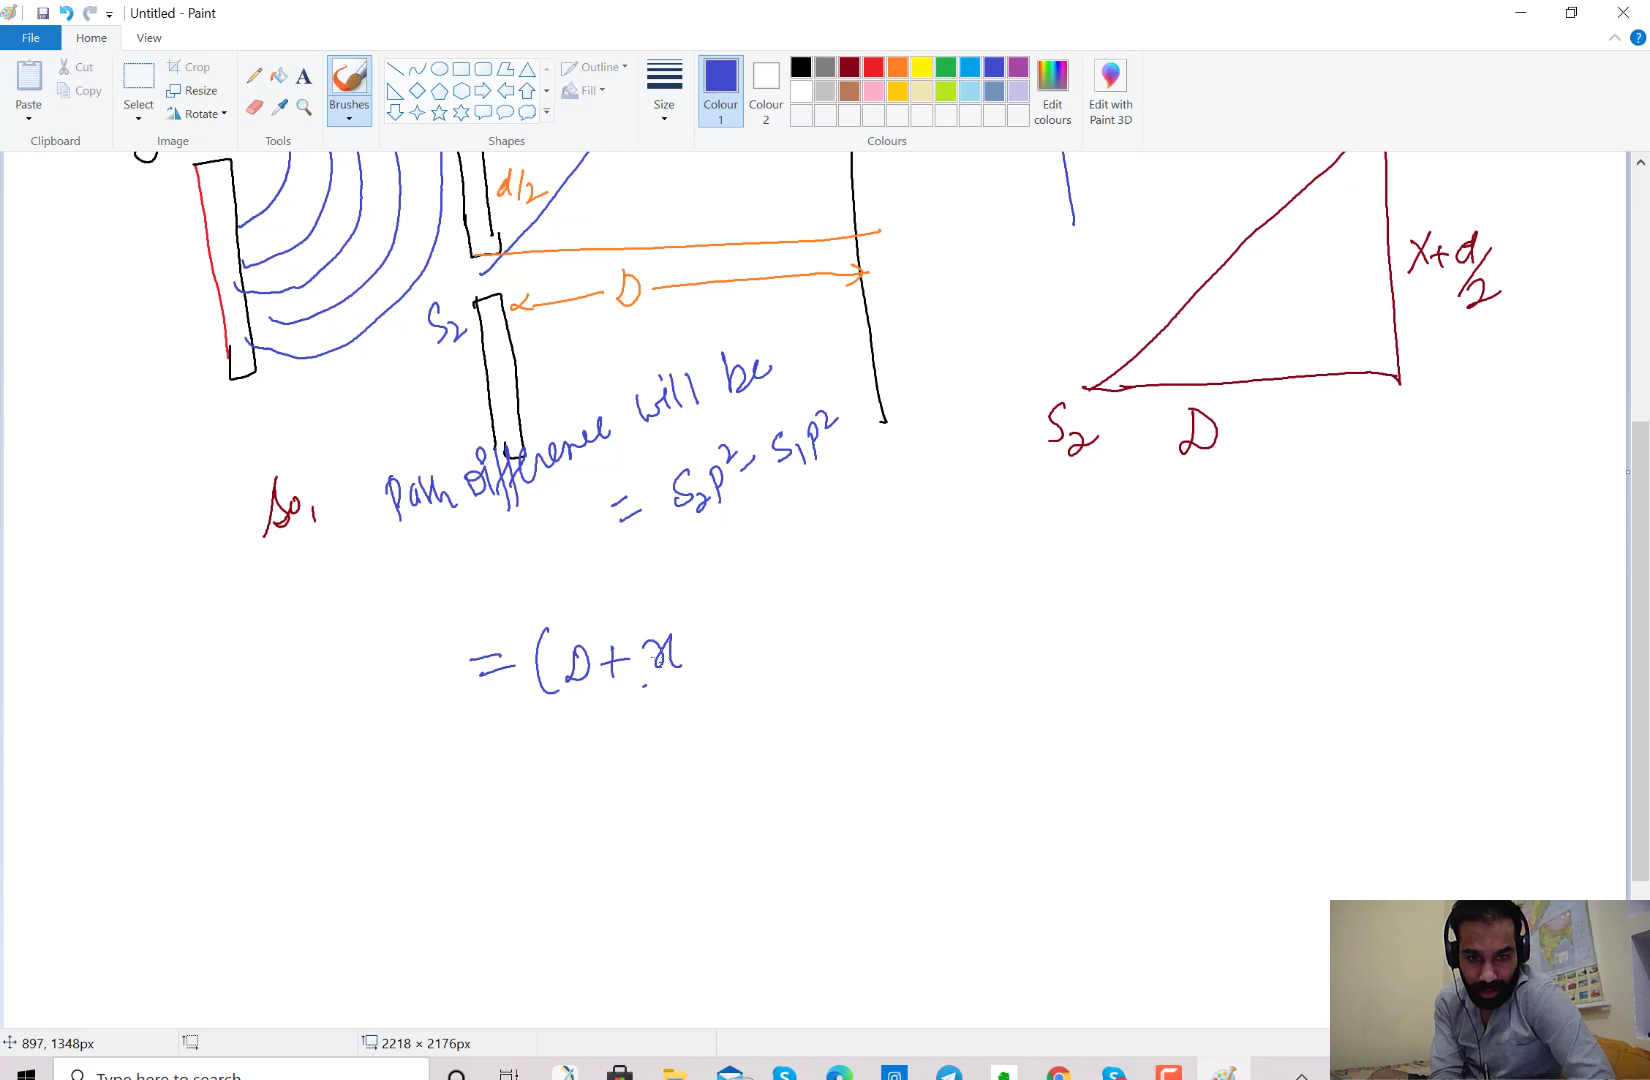 Untitled - Paint
File
Home
View
Paste
Cut
Copy
Clipboard
Select
Crop
Resize
Rotate
Image
Tools
Brushes
Shapes
Outline
Fill
Size
Colour 1
Colour 2
Edit colours
Edit with Paint 3D
Colours
d/2
D
S2
X+d/2
S2
D
So,
Path difference will be
= S2P² - S1P²
= (D + x
897, 1348px
2218 × 2176px
Type here to search